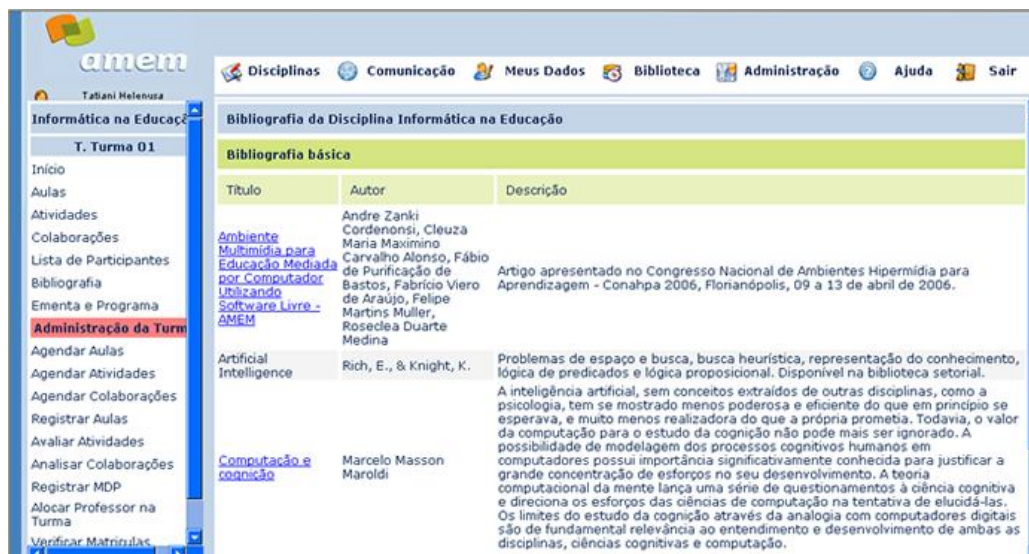 amem
Disciplinas Comunicação Meus Dados Biblioteca Administração Ajuda Sair
Tatiani Helenusa
Informática na Educaçã
T. Turma 01
Início
Aulas
Atividades
Colaborações
Lista de Participantes
Bibliografia
Ementa e Programa
Administração da Turm
Agendar Aulas
Agendar Atividades
Agendar Colaborações
Registrar Aulas
Avaliar Atividades
Analisar Colaborações
Registrar MDP
Alocar Professor na
Turma
Verificar Matriculas
Bibliografia da Disciplina Informática na Educação
Bibliografia básica
Título Autor Descrição
Ambiente
Multimídia para
Educação Mediada
por Computador
Utilizando
Software Livre -
AMEM
Andre Zanki
Cordenonsi, Cleuza
Maria Maximino
Carvalho Alonso, Fábio
de Purificação de
Bastos, Fabrício Viero
de Araújo, Felipe
Martins Muller,
Roseclea Duarte
Medina
Artigo apresentado no Congresso Nacional de Ambientes Hipermídia para
Aprendizagem - Conahpa 2006, Florianópolis, 09 a 13 de abril de 2006.
Artificial
Intelligence
Rich, E., & Knight, K.
Problemas de espaço e busca, busca heurística, representação do conhecimento,
lógica de predicados e lógica proposicional. Disponível na biblioteca setorial.
Computação e
cognição
Marcelo Masson
Maroldi
A inteligência artificial, sem conceitos extraídos de outras disciplinas, como a
psicologia, tem se mostrado menos poderosa e eficiente do que em princípio se
esperava, e muito menos realizadora do que a própria prometia. Todavia, o valor
da computação para o estudo da cognição não pode mais ser ignorado. A
possibilidade de modelagem dos processos cognitivos humanos em
computadores possui importância significativamente conhecida para justificar a
grande concentração de esforços no seu desenvolvimento. A teoria
computacional da mente lança uma série de questionamentos à ciência cognitiva
e direciona os esforços das ciências de computação na tentativa de elucidá-las.
Os limites do estudo da cognição através da analogia com computadores digitais
são de fundamental relevância ao entendimento e desenvolvimento de ambas as
disciplinas, ciências cognitivas e computação.